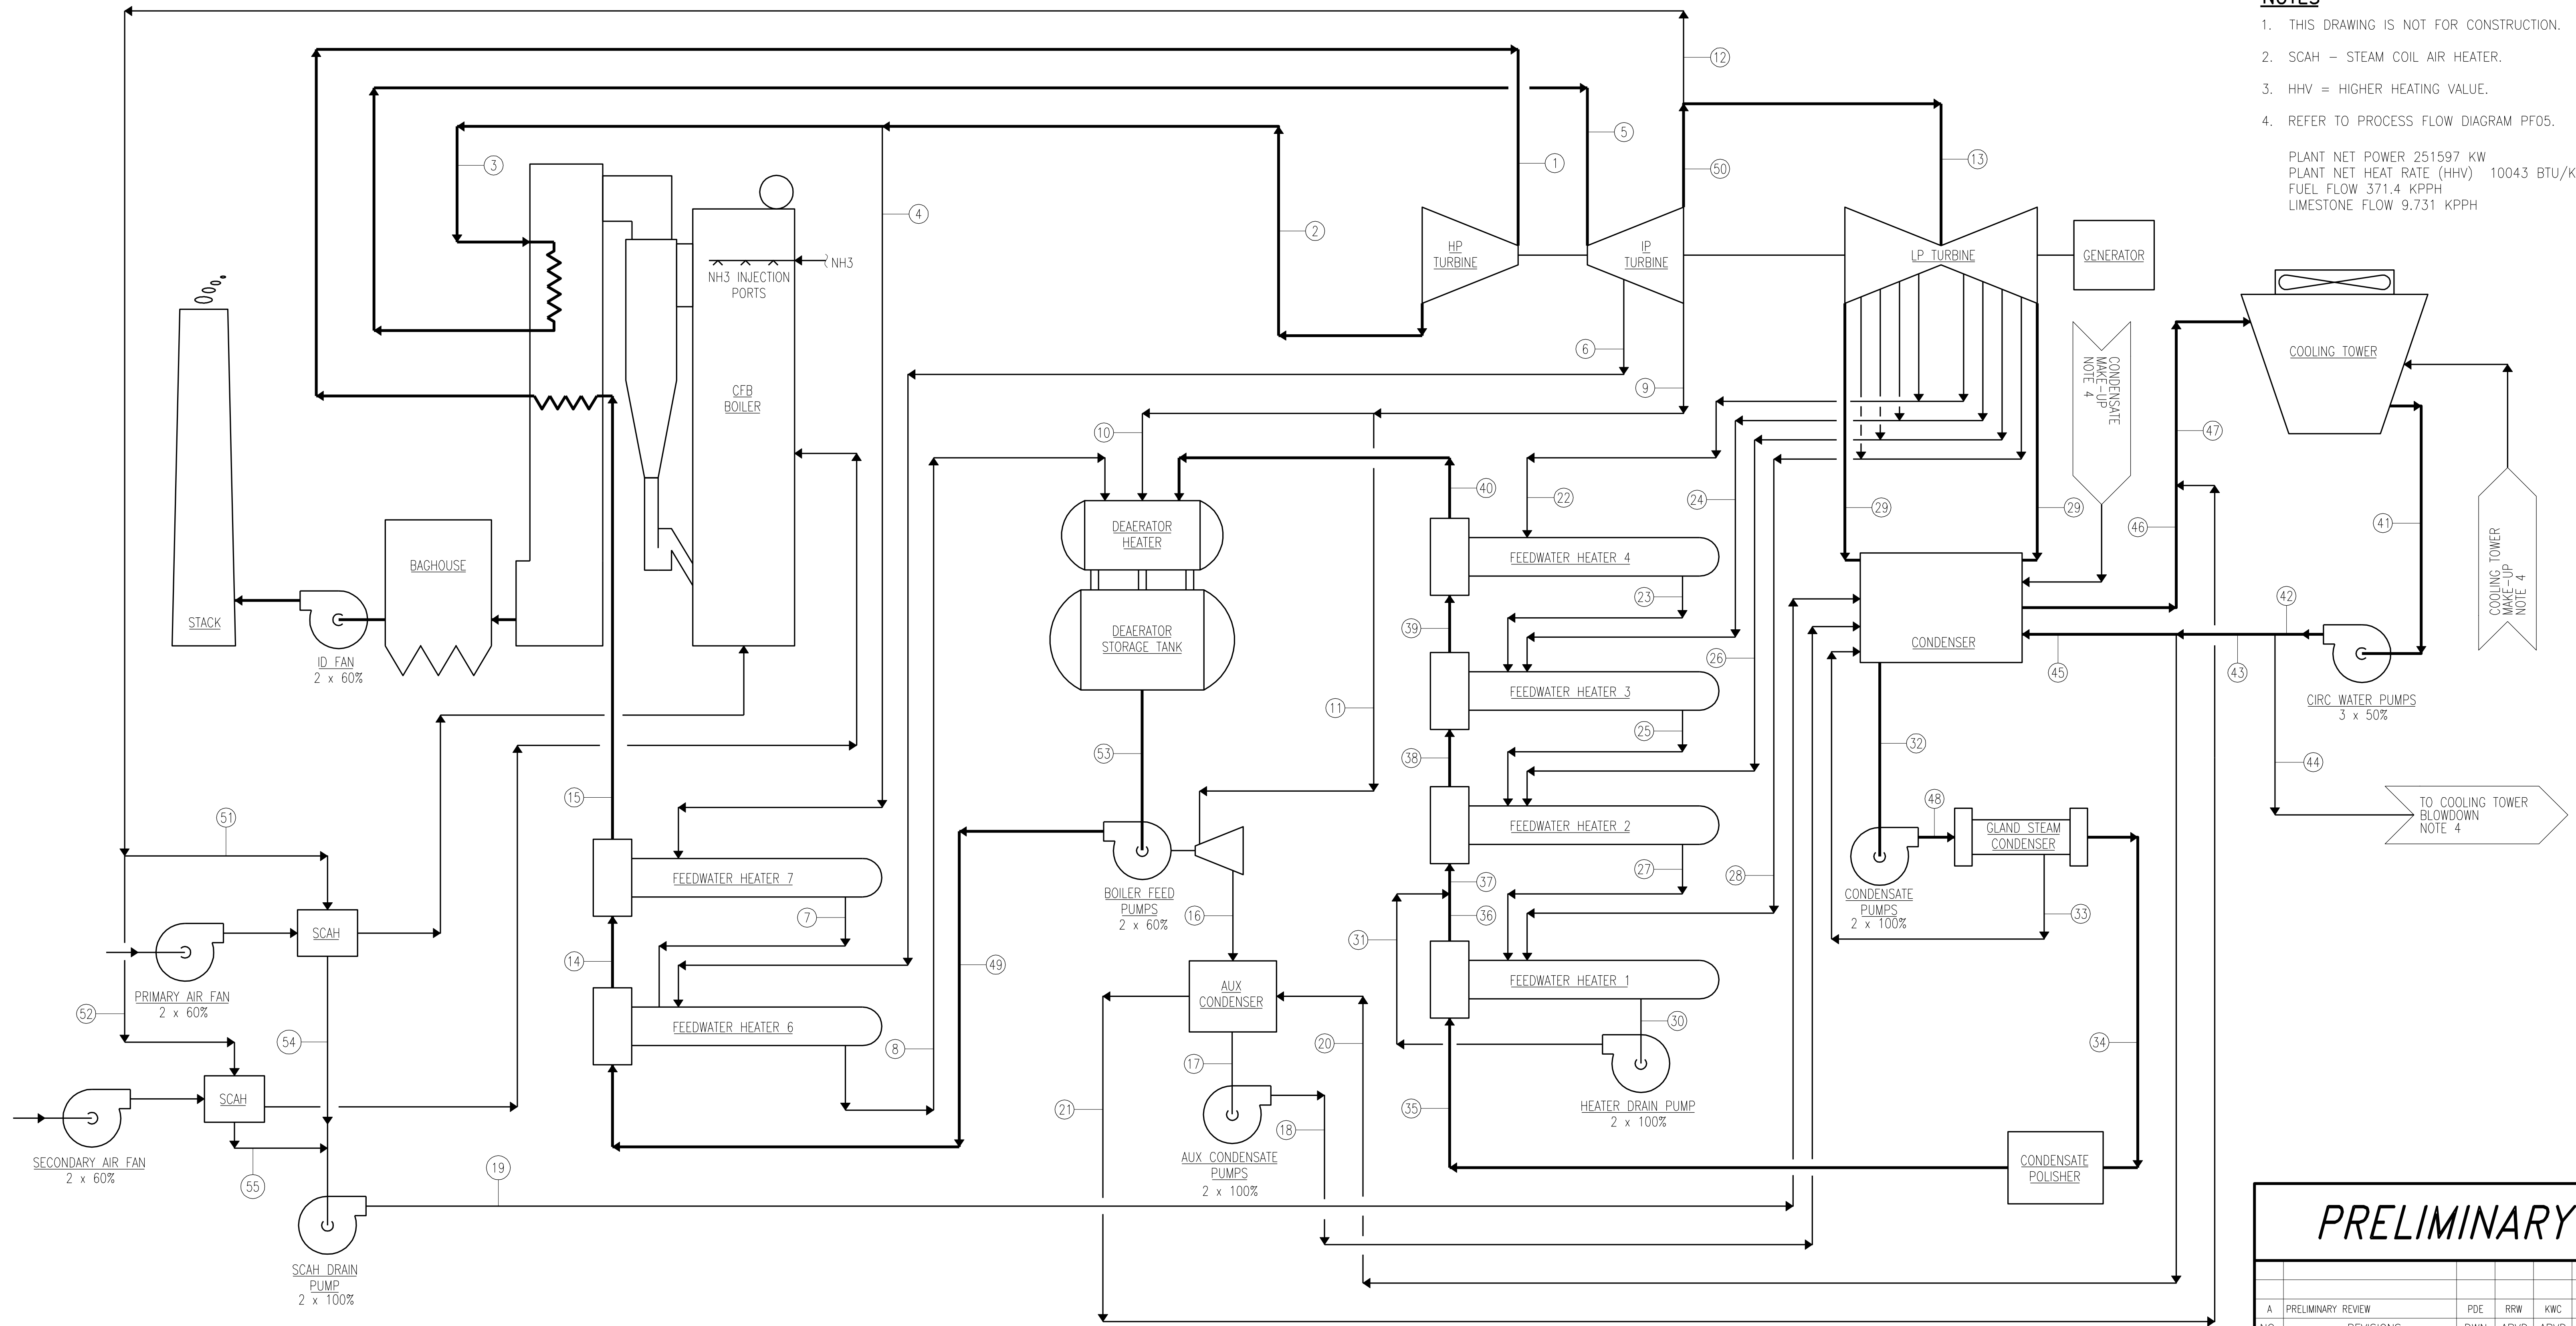 NOTES
1. THIS DRAWING IS NOT FOR CONSTRUCTION.
2. SCAH – STEAM COIL AIR HEATER.
3. HHV = HIGHER HEATING VALUE.
4. REFER TO PROCESS FLOW DIAGRAM PF05.
PLANT NET POWER 251597 KW
PLANT NET HEAT RATE (HHV) 10043 BTU/K
FUEL FLOW 371.4 KPPH
LIMESTONE FLOW 9.731 KPPH
12
3
5
1
50
13
4
2
HP
TURBINE
IP
TURBINE
LP TURBINE
GENERATOR
NH3
NH3 INJECTION
PORTS
6
9
CFB
BOILER
COOLING TOWER
CONDENSATE
MAKE-UP
NOTE 4
10
47
40
22
24
29
29
46
41
COOLING TOWER
MAKE-UP
NOTE 4
DEAERATOR
HEATER
FEEDWATER HEATER 4
BAGHOUSE
STACK
ID FAN
2 x 60%
DEAERATOR
STORAGE TANK
39
23
26
42
CONDENSER
45
43
FEEDWATER HEATER 3
CIRC WATER PUMPS
3 x 50%
11
25
53
38
32
44
15
51
48
TO COOLING TOWER
BLOWDOWN
NOTE 4
FEEDWATER HEATER 2
GLAND STEAM
CONDENSER
FEEDWATER HEATER 7
BOILER FEED
PUMPS
2 x 60%
37
27
28
CONDENSATE
PUMPS
2 x 100%
7
16
36
33
SCAH
31
14
49
PRIMARY AIR FAN
2 x 60%
FEEDWATER HEATER 1
AUX
CONDENSER
52
54
FEEDWATER HEATER 6
8
30
20
34
17
SCAH
21
35
HEATER DRAIN PUMP
2 x 100%
18
SECONDARY AIR FAN
2 x 60%
55
19
AUX CONDENSATE
PUMPS
2 x 100%
CONDENSATE
POLISHER
SCAH DRAIN
PUMP
2 x 100%
PRELIMINARY
A PRELIMINARY REVIEW PDE RRW KWC
NO. REVISIONS DWN APVD APVD